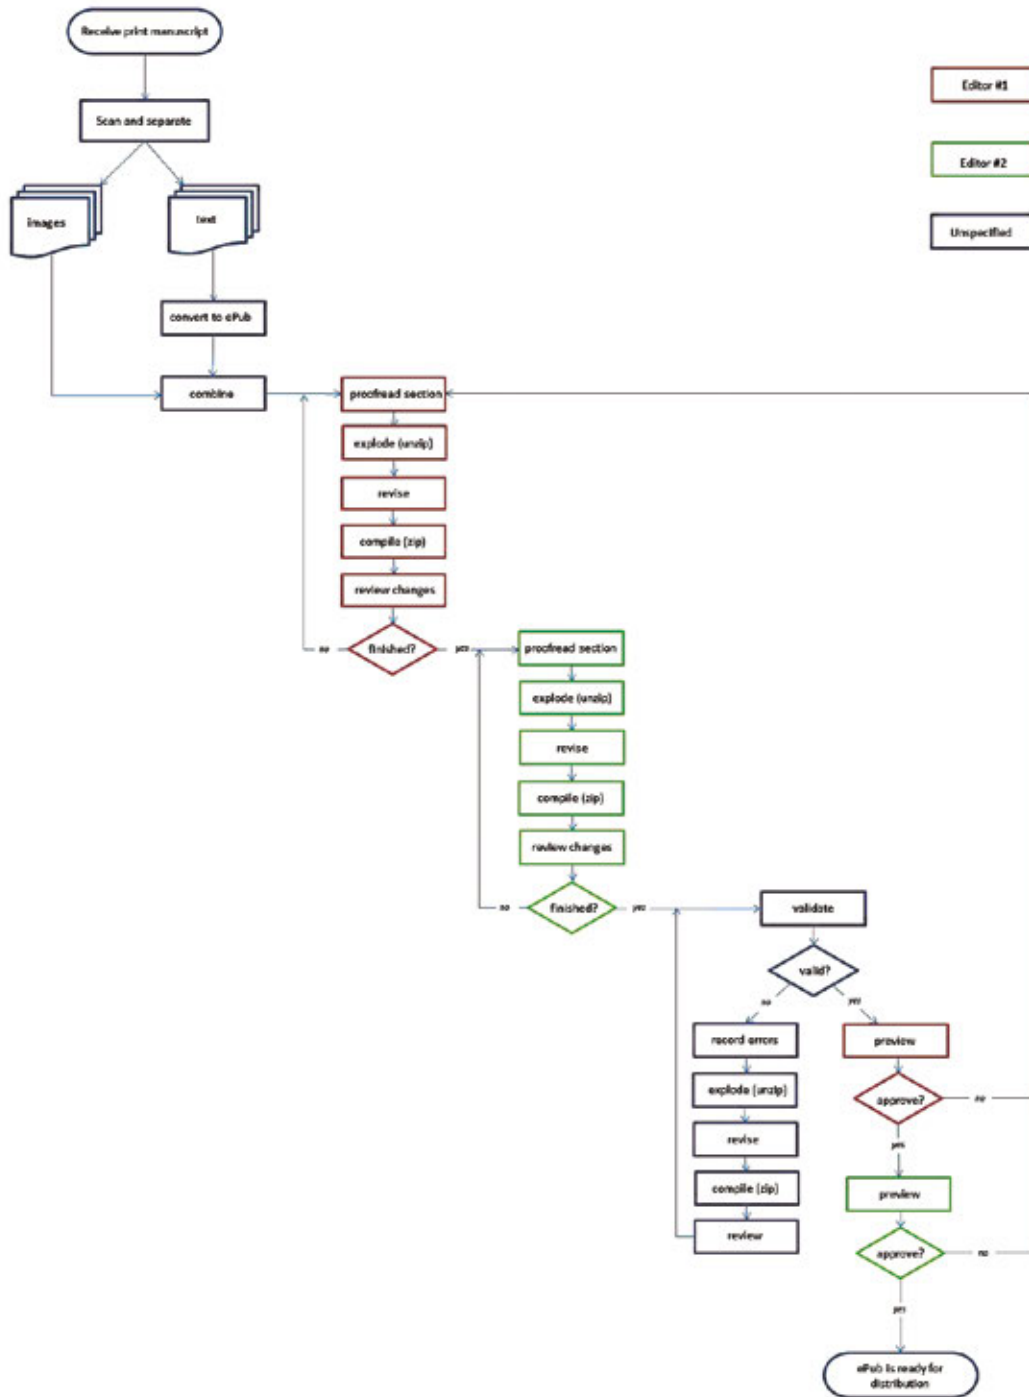 Receive print manuscript
Editor #1
Scan and separate
Editor #2
images
text
Unspecified
convert to ePub
combine
proofread section
explode (unzip)
revise
compile (zip)
review changes
no
finished?
yes
proofread section
explode (unzip)
revise
compile (zip)
review changes
no
finished?
yes
validate
valid?
no
yes
record errors
preview
explode (unzip)
approve?
no
revise
yes
compile (zip)
preview
review
approve?
no
yes
ePub is ready for
distribution